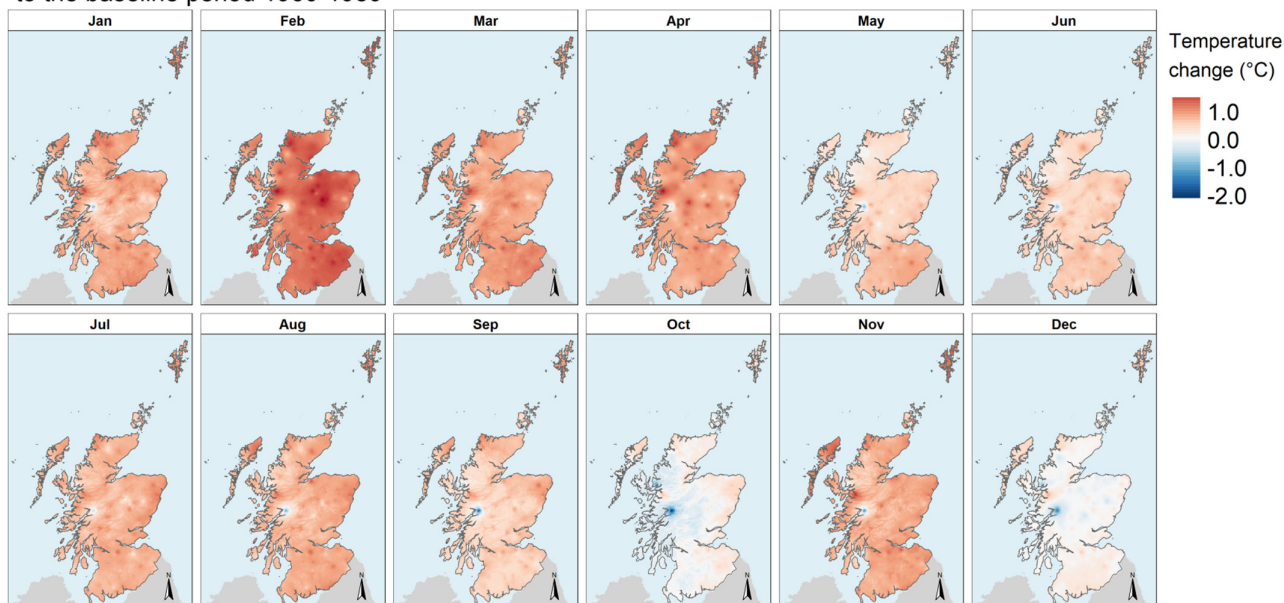 Jan
Feb
Mar
Apr
May
Jun
Temperature
change (°C)
1.0
0.0
-1.0
-2.0
N
N
N
N
N
N
Jul
Aug
Sep
Oct
Nov
Dec
N
N
N
N
N
N